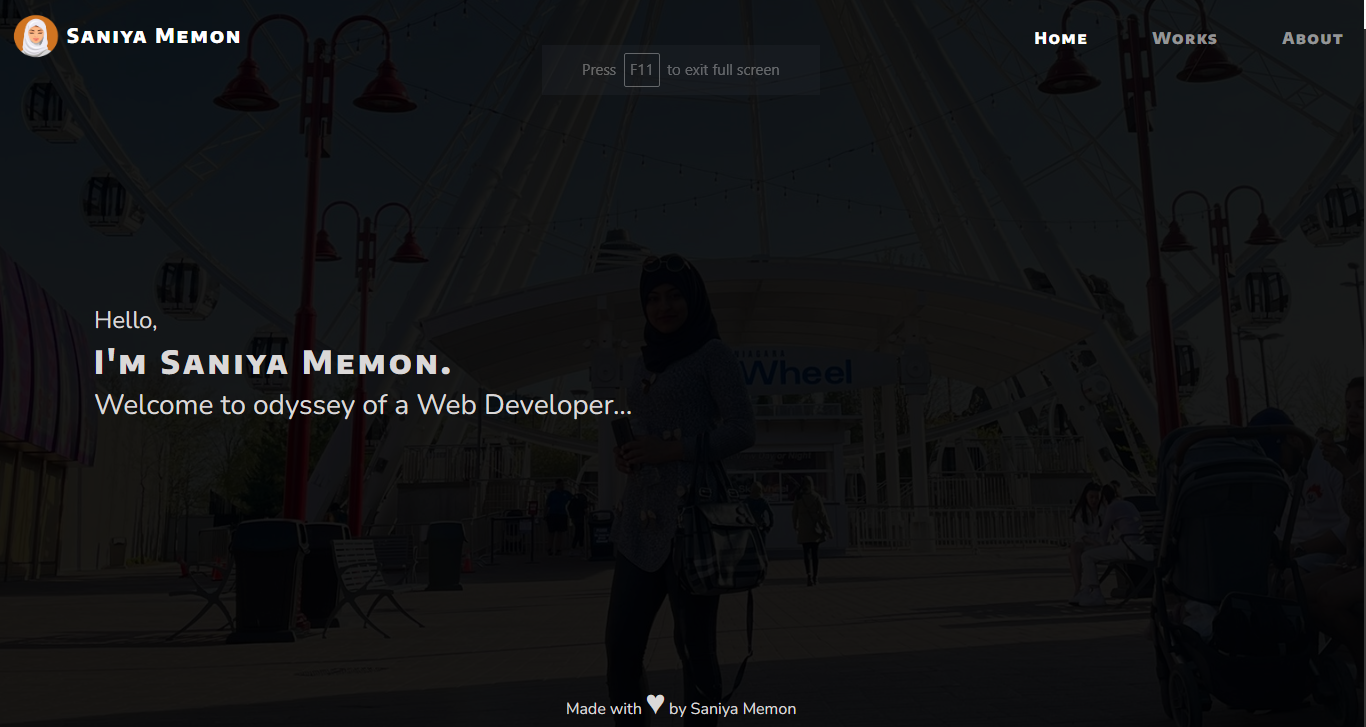 Saniya Memon
Home Works About
Press F11 to exit full screen
Hello,
I'm Saniya Memon.
Wheel
Welcome to odyssey of a Web Developer...
Made with ♥ by Saniya Memon